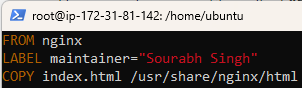 root@ip-172-31-81-142: /home/ubuntu
FROM nginx
LABEL maintainer="Sourabh Singh"
COPY index.html /usr/share/nginx/html